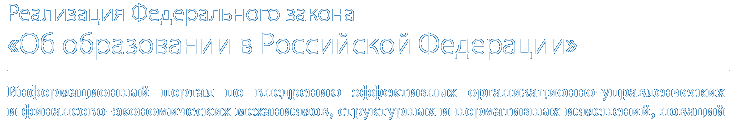 Реализация Федерального закона
«Об образовании в Российской Федерации»
Информационный портал по внедрению эффективных организационно-управленческих
и финансово-экономических механизмов, структурных и нормативных изменений, новаций